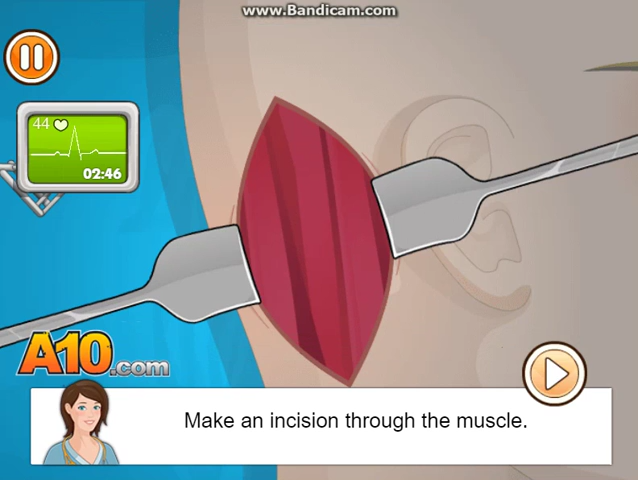 www.Bandicam.com
44
02:46
A10.com
Make an incision through the muscle.